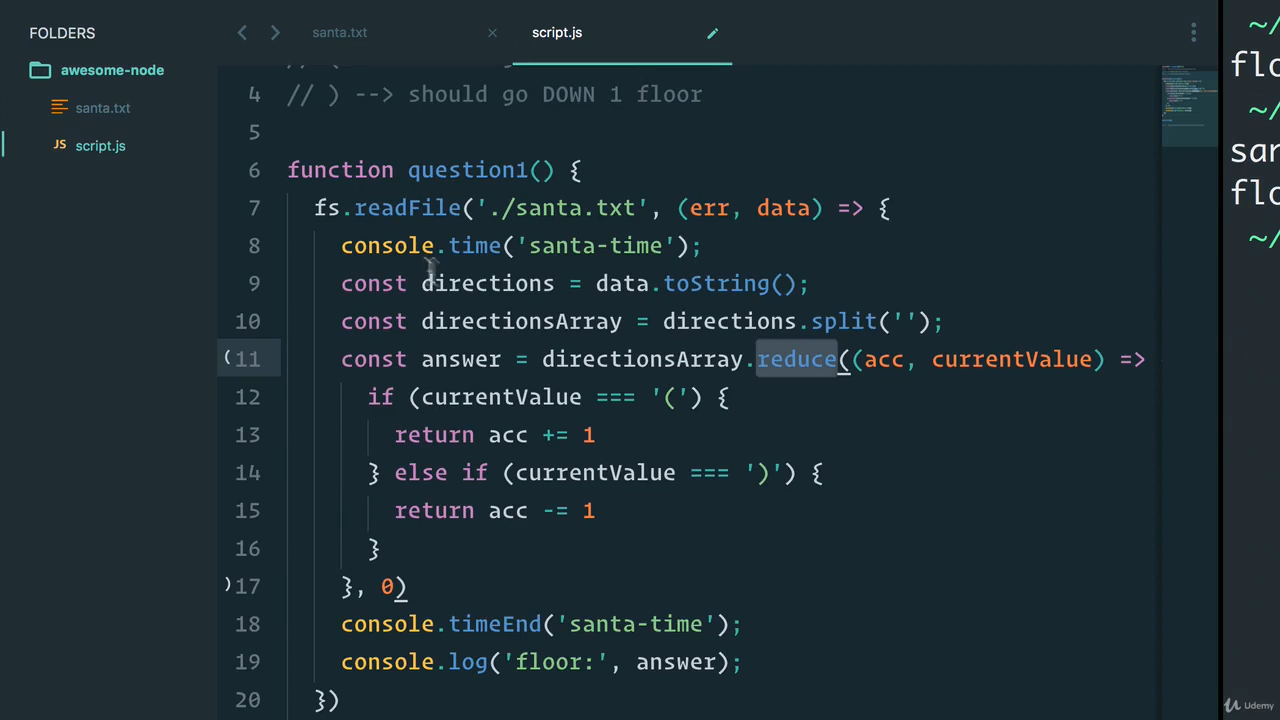 FOLDERS
awesome-node
santa.txt
JS script.js
santa.txt × script.js
4 // ) --> should go DOWN 1 floor
5
6 function question1() {
7 fs.readFile('./santa.txt', (err, data) => {
8 console.time('santa-time');
9 const directions = data.toString();
10 const directionsArray = directions.split('');
11 const answer = directionsArray.reduce((acc, currentValue) =>
12 if (currentValue === '(') {
13 return acc += 1
14 } else if (currentValue === ')') {
15 return acc -= 1
16 }
17 }, 0)
18 console.timeEnd('santa-time');
19 console.log('floor:', answer);
20 })
~/
flo
~/
san
flo
~/
Udemy